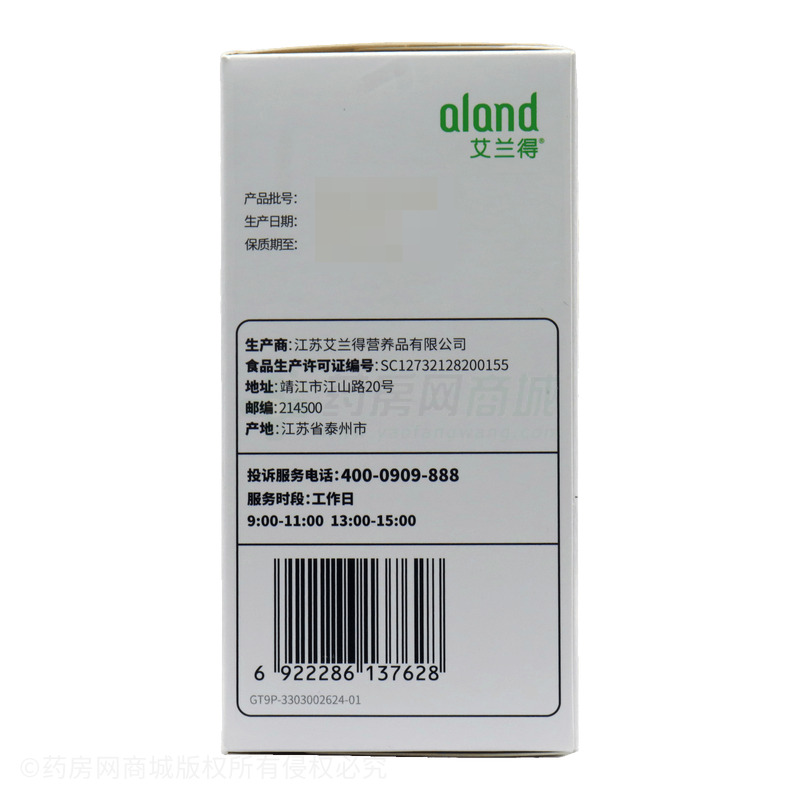 aland
艾兰得®
产品批号：
生产日期：
保质期至：
生产商：江苏艾兰得营养品有限公司
食品生产许可证编号：SC12732128200155
地址：靖江市江山路20号
邮编：214500
产地：江苏省泰州市
药房网商城
www.yaofangwang.com
投诉服务电话：400-0909-888
服务时段：工作日
9:00-11:00 13:00-15:00
6 922286 137628
GT9P-3303002624-01
©药房网商城版权所有侵权必究